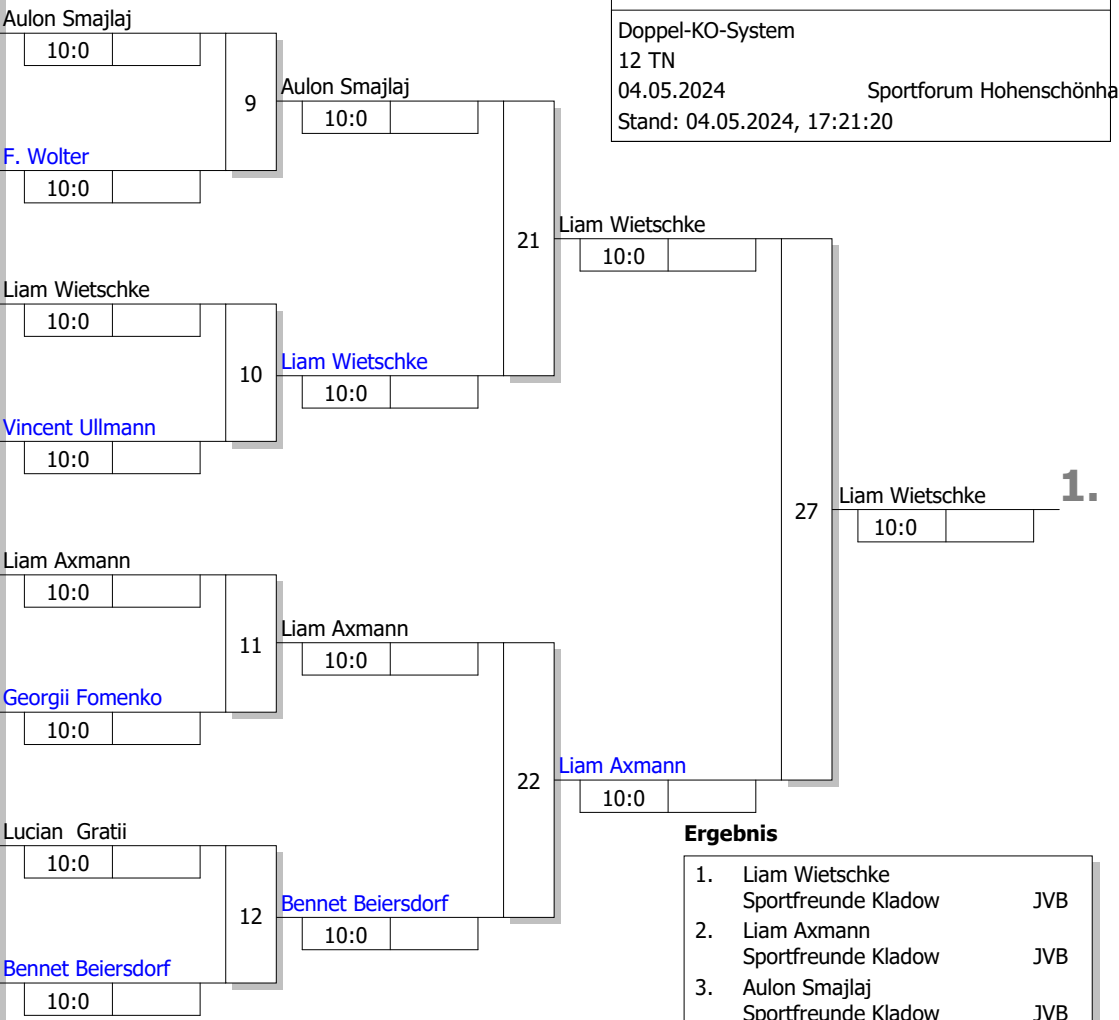 Doppel-KO-System
12 TN
04.05.2024 Sportforum Hohenschönha
Stand: 04.05.2024, 17:21:20
Aulon Smajlaj
10:0
9
F. Wolter
10:0
Aulon Smajlaj
10:0
21
Liam Wietschke
10:0
10
Vincent Ullmann
10:0
Liam Wietschke
10:0
Liam Wietschke
10:0
27
Liam Wietschke
10:0
1.
Liam Axmann
10:0
11
Georgii Fomenko
10:0
Liam Axmann
10:0
22
Liam Axmann
10:0
Lucian Gratii
10:0
12
Bennet Beiersdorf
10:0
Bennet Beiersdorf
10:0
Ergebnis
1. Liam Wietschke
Sportfreunde Kladow JVB
2. Liam Axmann
Sportfreunde Kladow JVB
3. Aulon Smajlaj
Sportfreunde Kladow JVB